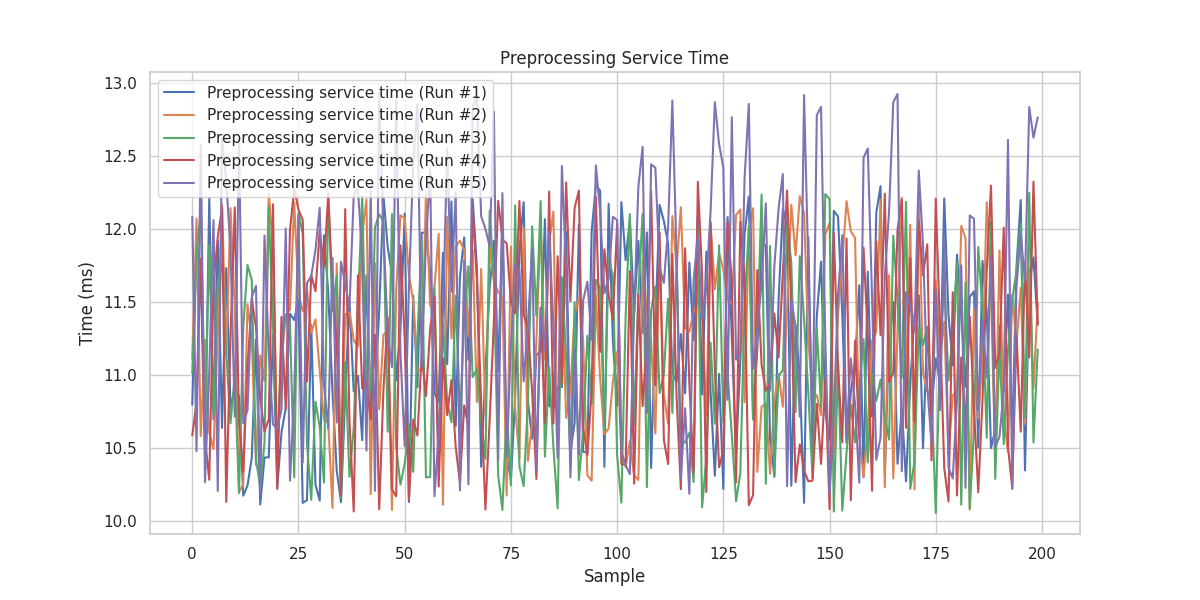 Preprocessing Service Time
13.0
12.5
12.0
11.5
11.0
10.5
10.0
Time (ms)
Preprocessing service time (Run #1)
Preprocessing service time (Run #2)
Preprocessing service time (Run #3)
Preprocessing service time (Run #4)
Preprocessing service time (Run #5)
0 25 50 75 100 125 150 175 200
Sample